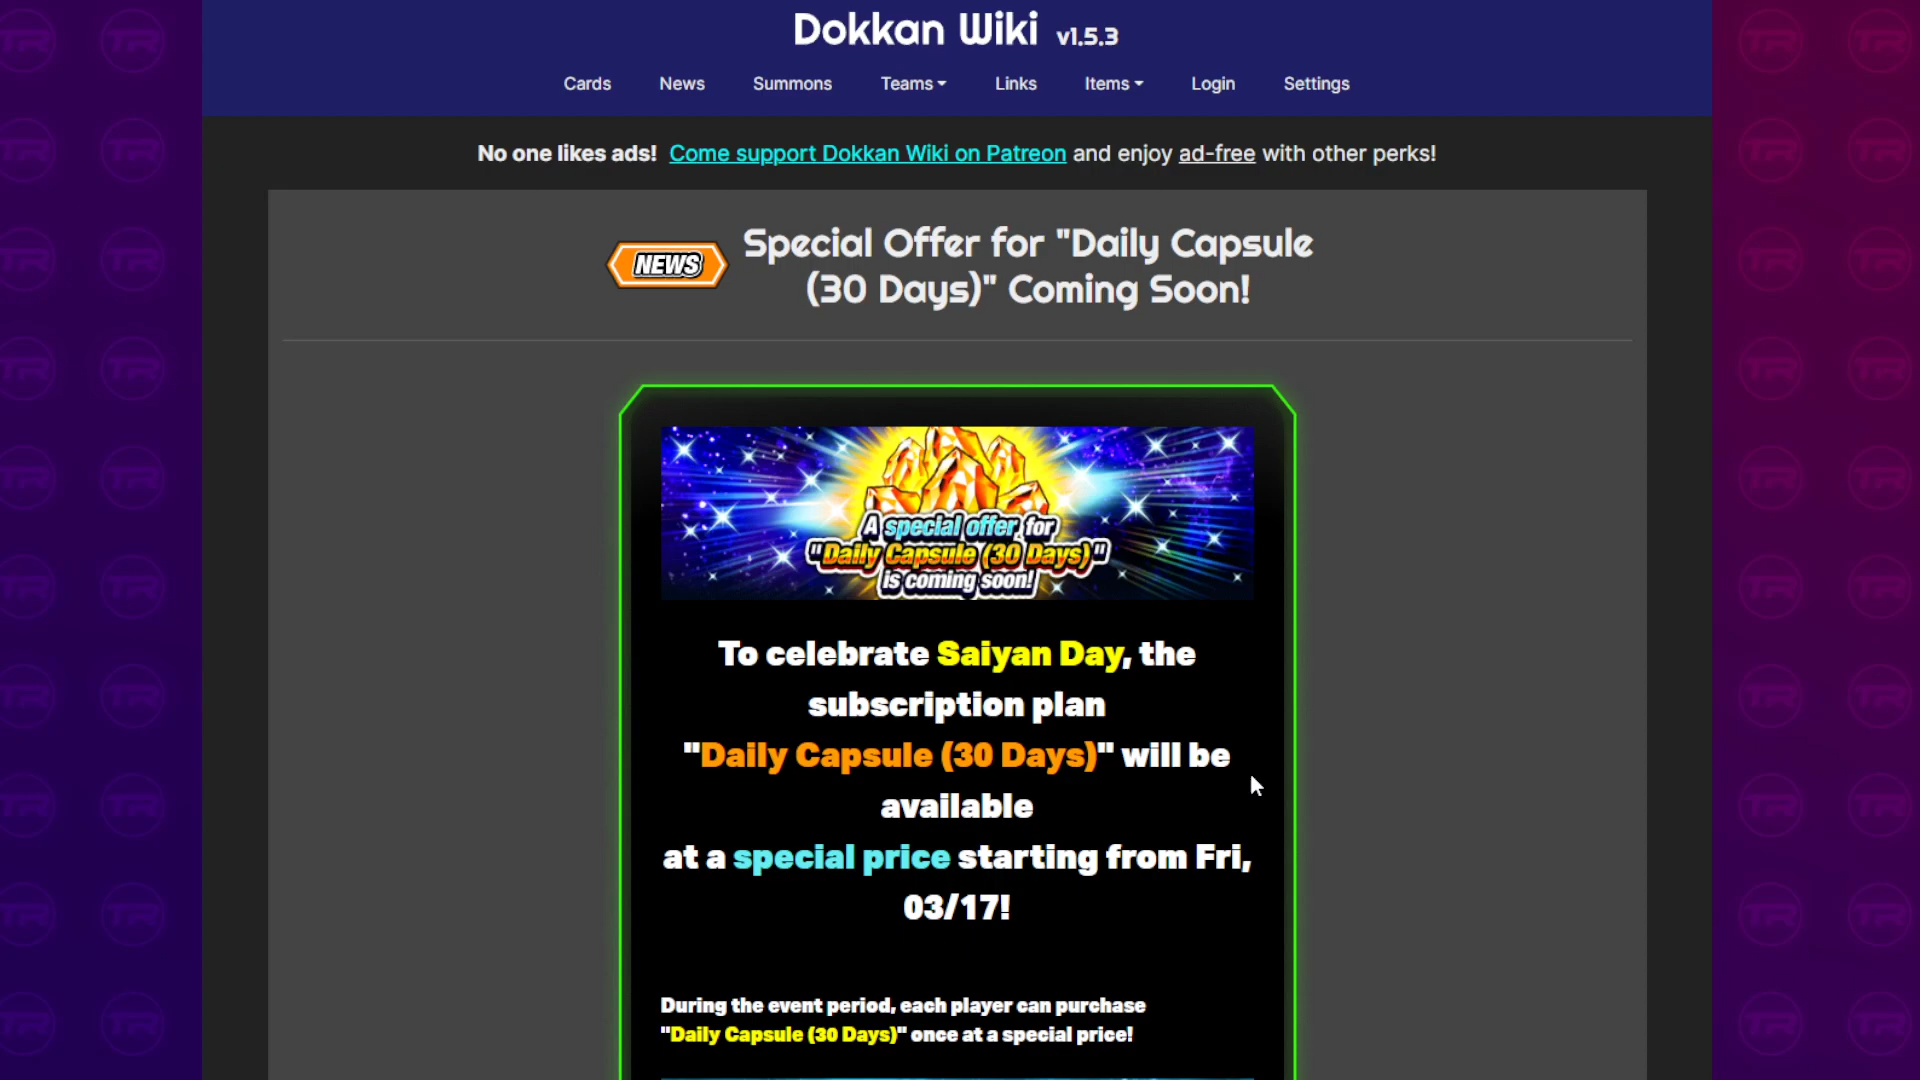 Dokkan Wiki v1.5.3
Cards News Summons Teams Links Items Login Settings
No one likes ads! Come support Dokkan Wiki on Patreon and enjoy ad-free with other perks!
NEWS
Special Offer for "Daily Capsule
(30 Days)" Coming Soon!
A special offer for
"Daily Capsule (30 Days)"
is coming soon!
To celebrate Saiyan Day, the
subscription plan
"Daily Capsule (30 Days)" will be
available
at a special price starting from Fri,
03/17!
During the event period, each player can purchase
"Daily Capsule (30 Days)" once at a special price!